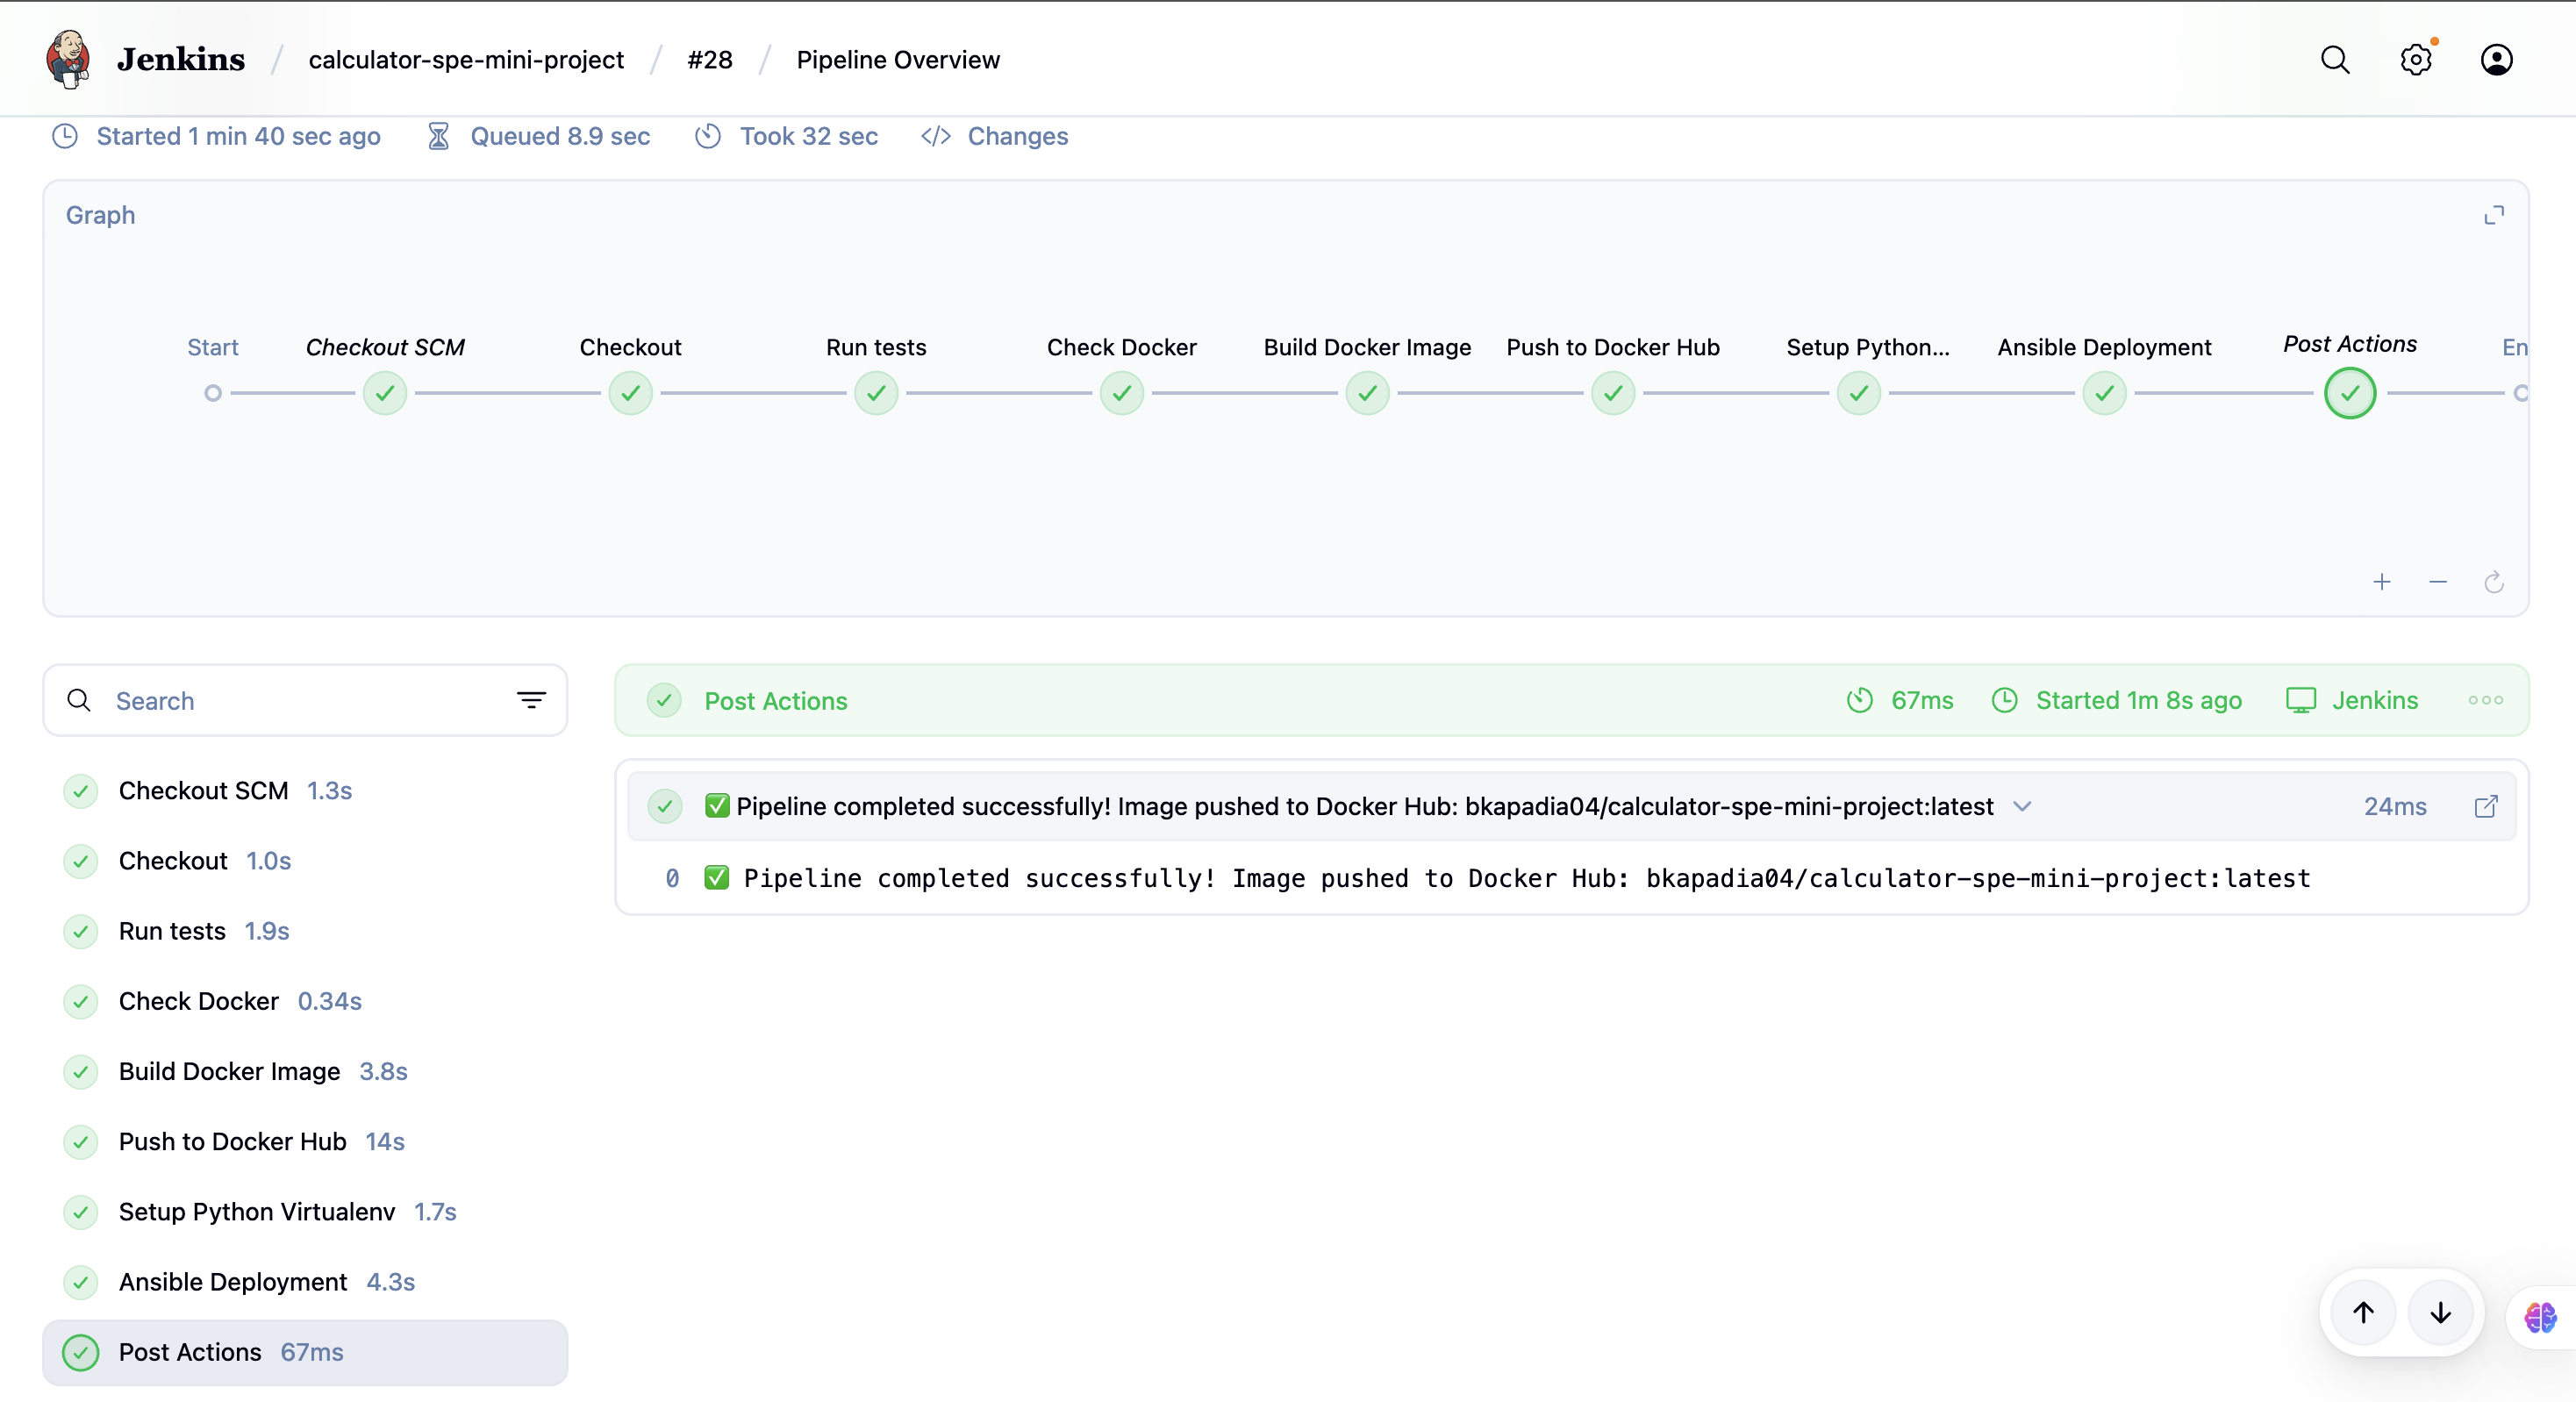 Jenkins / calculator-spe-mini-project / #28 / Pipeline Overview
Started 1 min 40 sec ago Queued 8.9 sec Took 32 sec </> Changes
Graph
Start Checkout SCM Checkout Run tests Check Docker Build Docker Image Push to Docker Hub Setup Python... Ansible Deployment Post Actions En
Search
Post Actions 67ms Started 1m 8s ago Jenkins
✅ Pipeline completed successfully! Image pushed to Docker Hub: bkapadia04/calculator-spe-mini-project:latest 24ms
0 ✅ Pipeline completed successfully! Image pushed to Docker Hub: bkapadia04/calculator-spe-mini-project:latest
Checkout SCM 1.3s
Checkout 1.0s
Run tests 1.9s
Check Docker 0.34s
Build Docker Image 3.8s
Push to Docker Hub 14s
Setup Python Virtualenv 1.7s
Ansible Deployment 4.3s
Post Actions 67ms